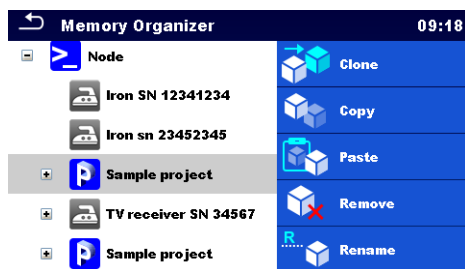 Memory Organizer 09:18
Node
Iron SN 12341234
Iron sn 23452345
Sample project
TV receiver SN 34567
Sample project
Clone
Copy
Paste
Remove
R
Rename